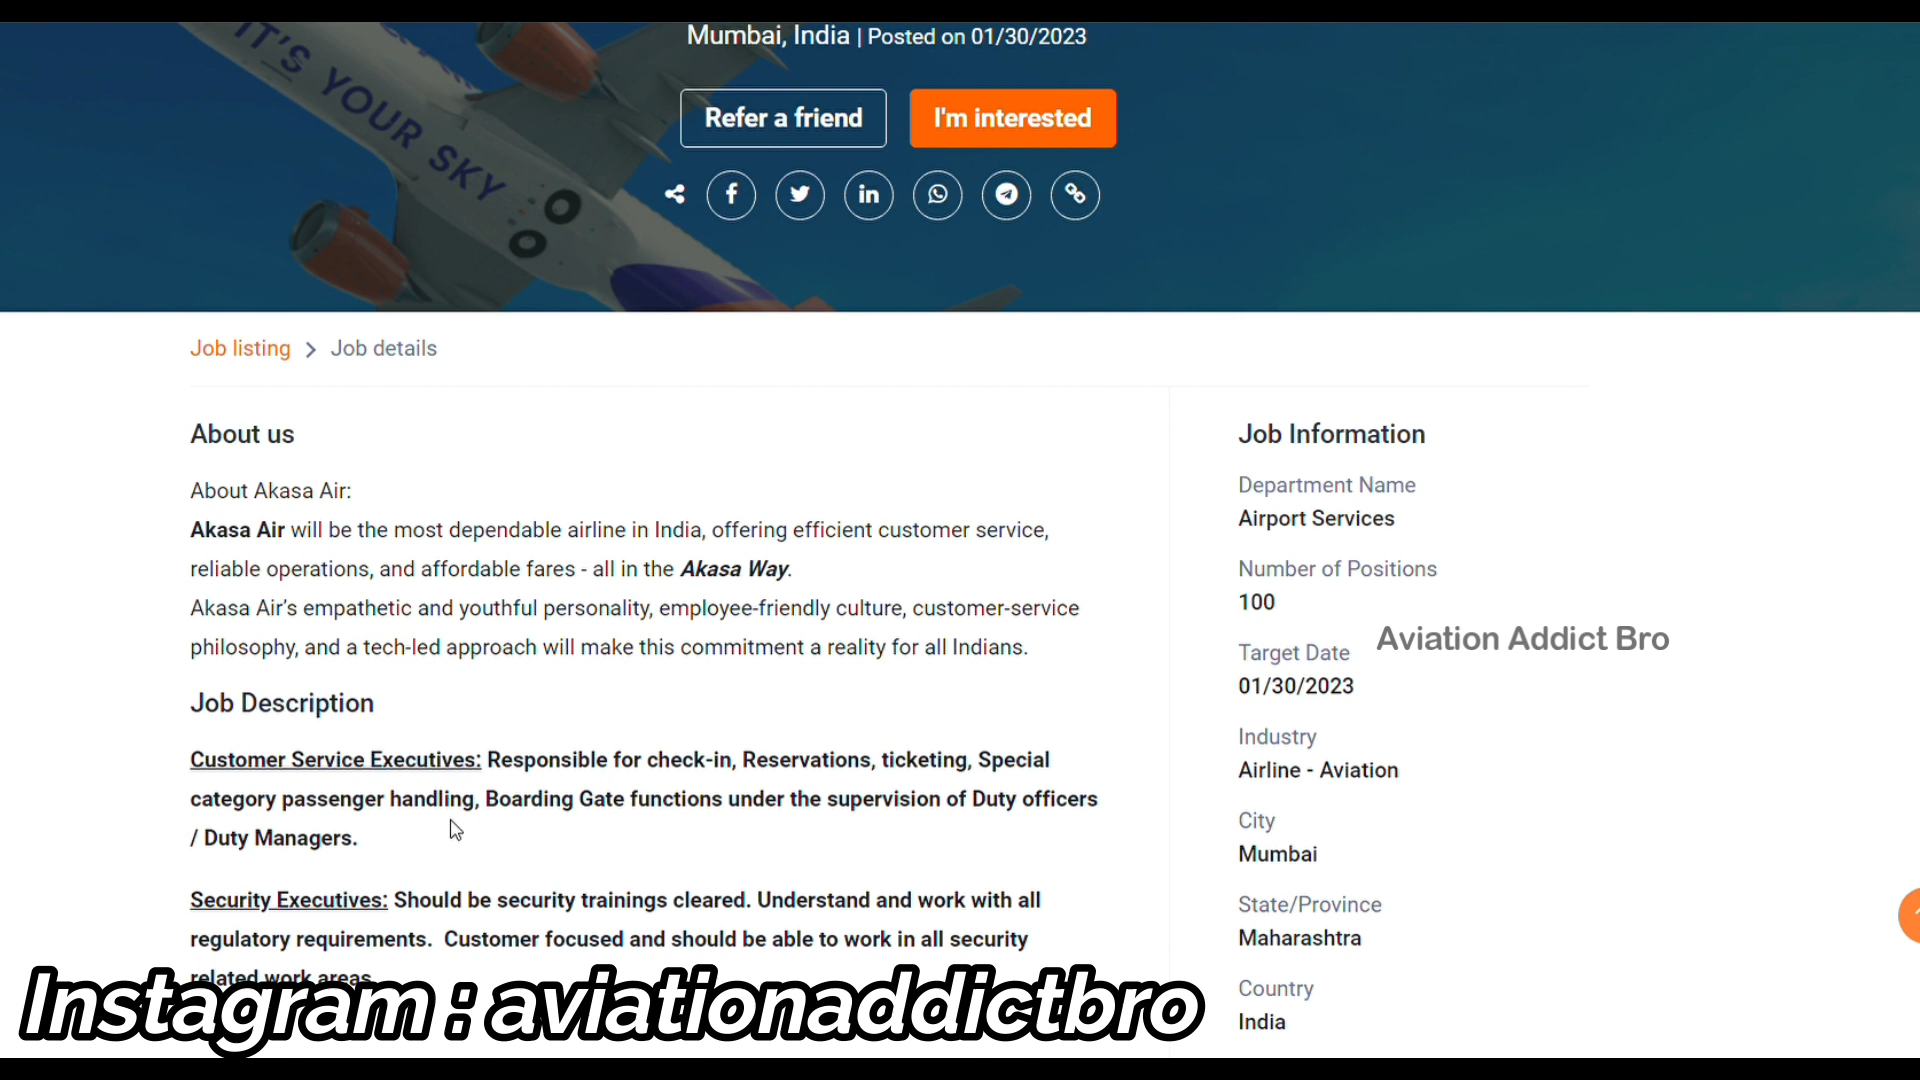 IT'S YOUR SKY
Mumbai, India | Posted on 01/30/2023
Refer a friend
I'm interested
Job listing > Job details
About us
About Akasa Air:
Akasa Air will be the most dependable airline in India, offering efficient customer service,
reliable operations, and affordable fares - all in the Akasa Way.
Akasa Air’s empathetic and youthful personality, employee-friendly culture, customer-service
philosophy, and a tech-led approach will make this commitment a reality for all Indians.
Job Description
Customer Service Executives: Responsible for check-in, Reservations, ticketing, Special
category passenger handling, Boarding Gate functions under the supervision of Duty officers
/ Duty Managers.
Security Executives: Should be security trainings cleared. Understand and work with all
regulatory requirements.  Customer focused and should be able to work in all security
related work areas.
Job Information
Department Name
Airport Services
Number of Positions
100
Target Date
01/30/2023
Industry
Airline - Aviation
City
Mumbai
State/Province
Maharashtra
Country
India
Aviation Addict Bro
Instagram : aviationaddictbro